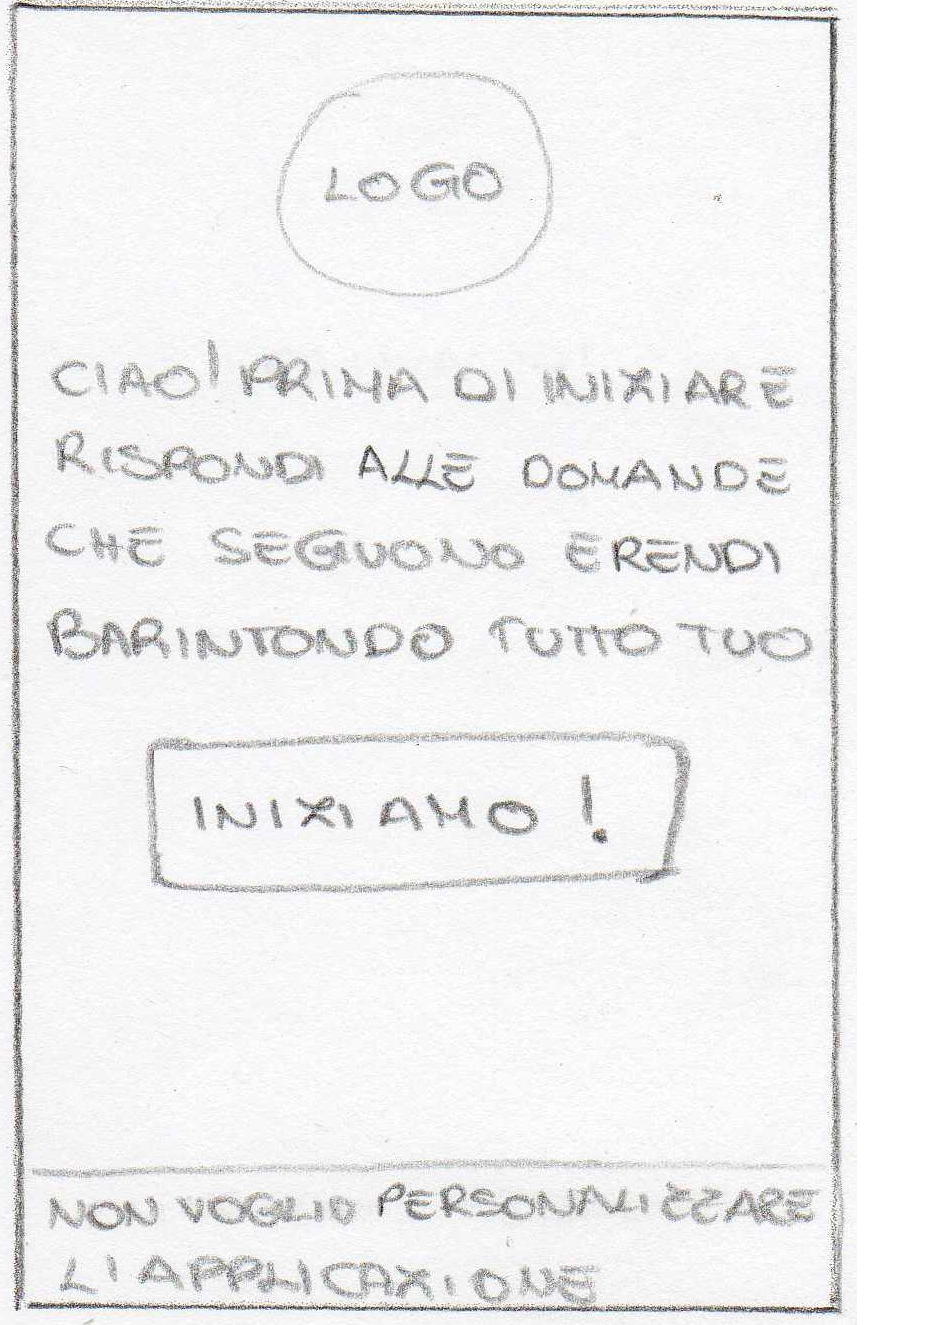 LOGO
CIAO! PRIMA DI INIZIARE
RISPONDI ALLE DOMANDE
CHE SEGUONO E RENDI
BARINTONDO TUTTO TUO
INIZIAMO!
NON VOGLIO PERSONALIZZARE
L'APPLICAZIONE